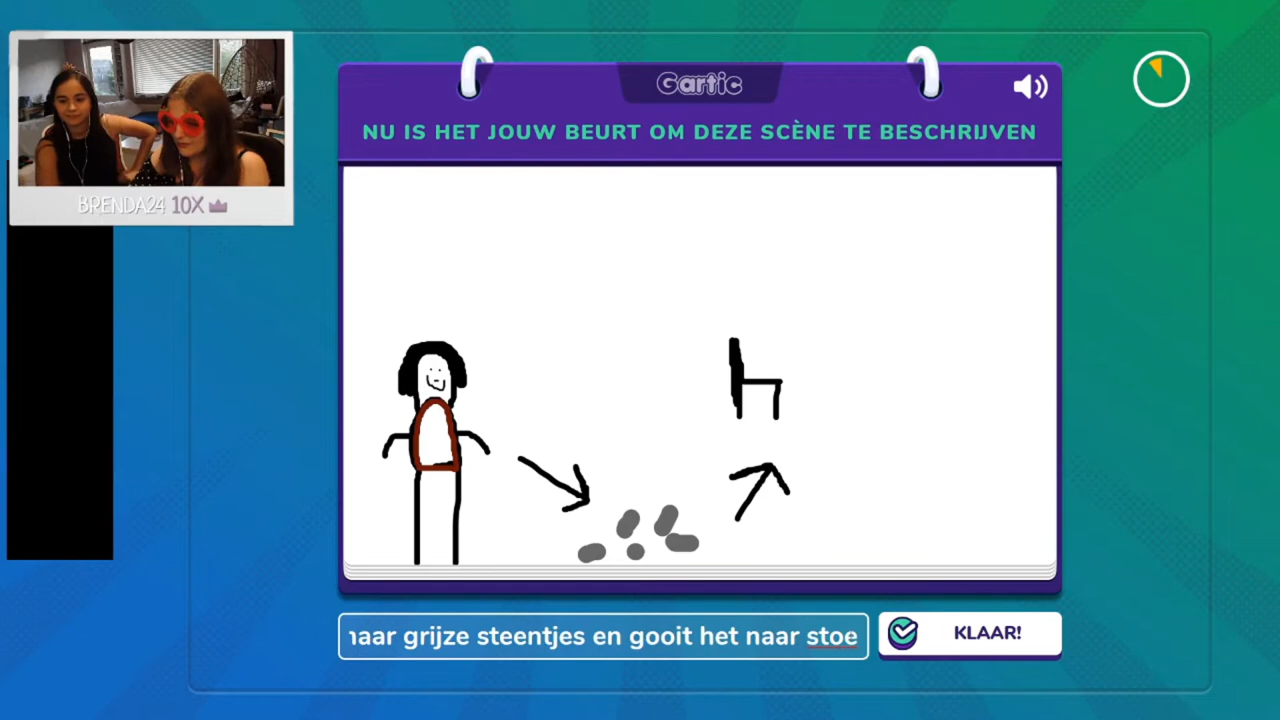 Gartic
NU IS HET JOUW BEURT OM DEZE SCÈNE TE BESCHRIJVEN
BRENDA24 10X
naar grijze steentjes en gooit het naar stoe
KLAAR!